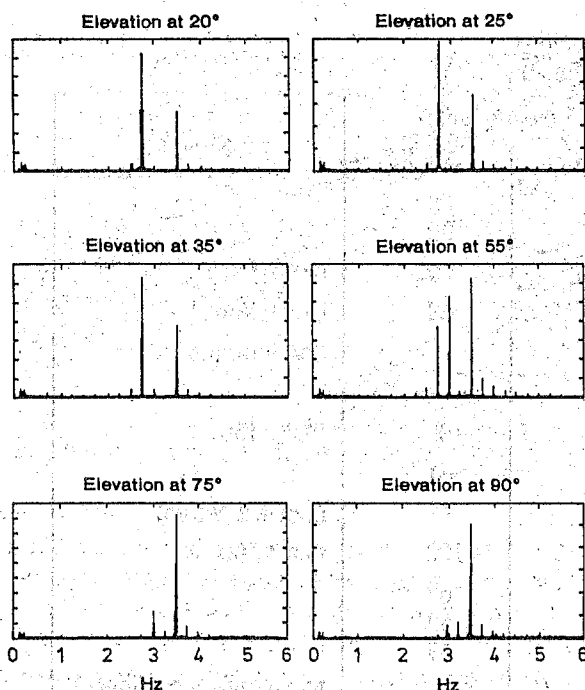 Elevation at 20°
Elevation at 25°
Elevation at 35°
Elevation at 55°
Elevation at 75°
Elevation at 90°
0 1 2 3 4 5 6
0 1 2 3 4 5 6
Hz
Hz